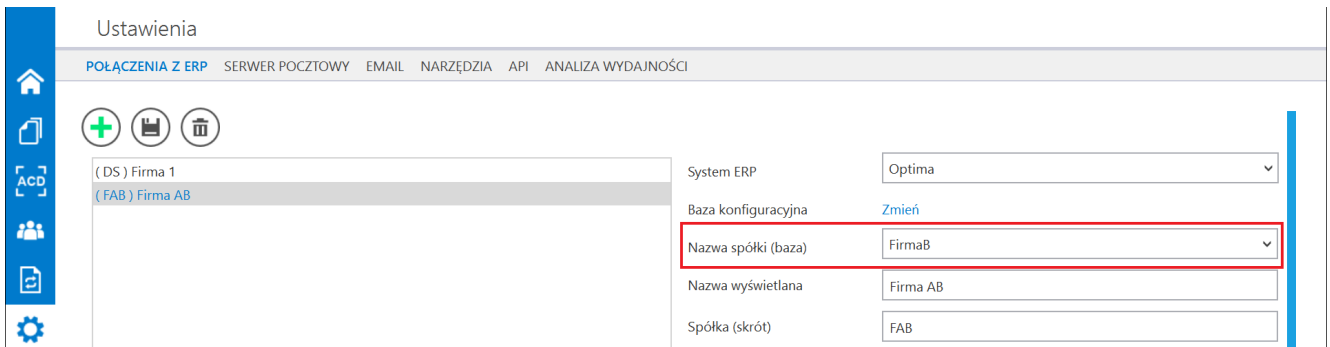 Ustawienia
POŁĄCZENIA Z ERP SERWER POCZTOWY EMAIL NARZĘDZIA API ANALIZA WYDAJNOŚCI
ACD
( DS ) Firma 1
( FAB ) Firma AB
System ERP Optima
Baza konfiguracyjna Zmień
Nazwa spółki (baza) FirmaB
Nazwa wyświetlana Firma AB
Spółka (skrót) FAB